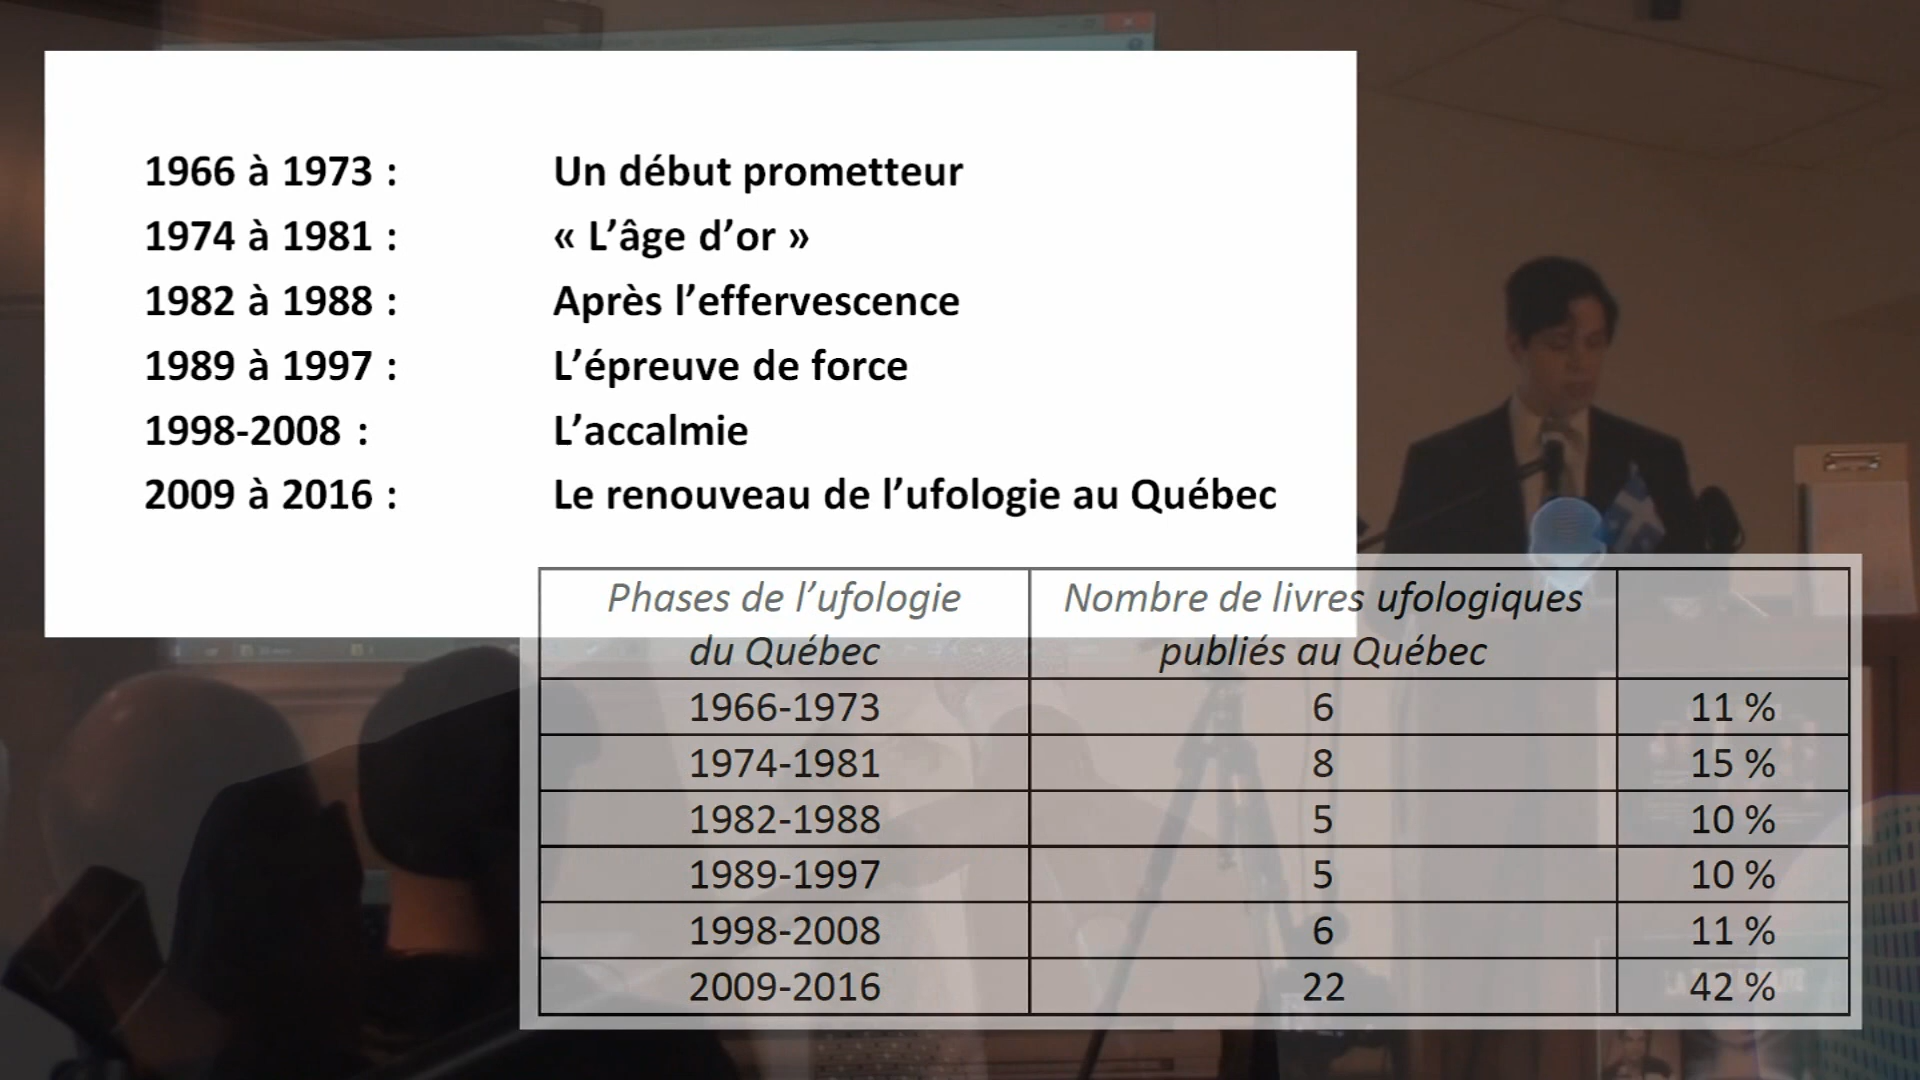 1966 à 1973 : Un début prometteur
1974 à 1981 : « L’âge d’or »
1982 à 1988 : Après l’effervescence
1989 à 1997 : L’épreuve de force
1998-2008 : L’accalmie
2009 à 2016 : Le renouveau de l’ufologie au Québec
Phases de l’ufologie du Québec Nombre de livres ufologiques publiés au Québec
1966-1973 6 11 %
1974-1981 8 15 %
1982-1988 5 10 %
1989-1997 5 10 %
1998-2008 6 11 %
2009-2016 22 42 %